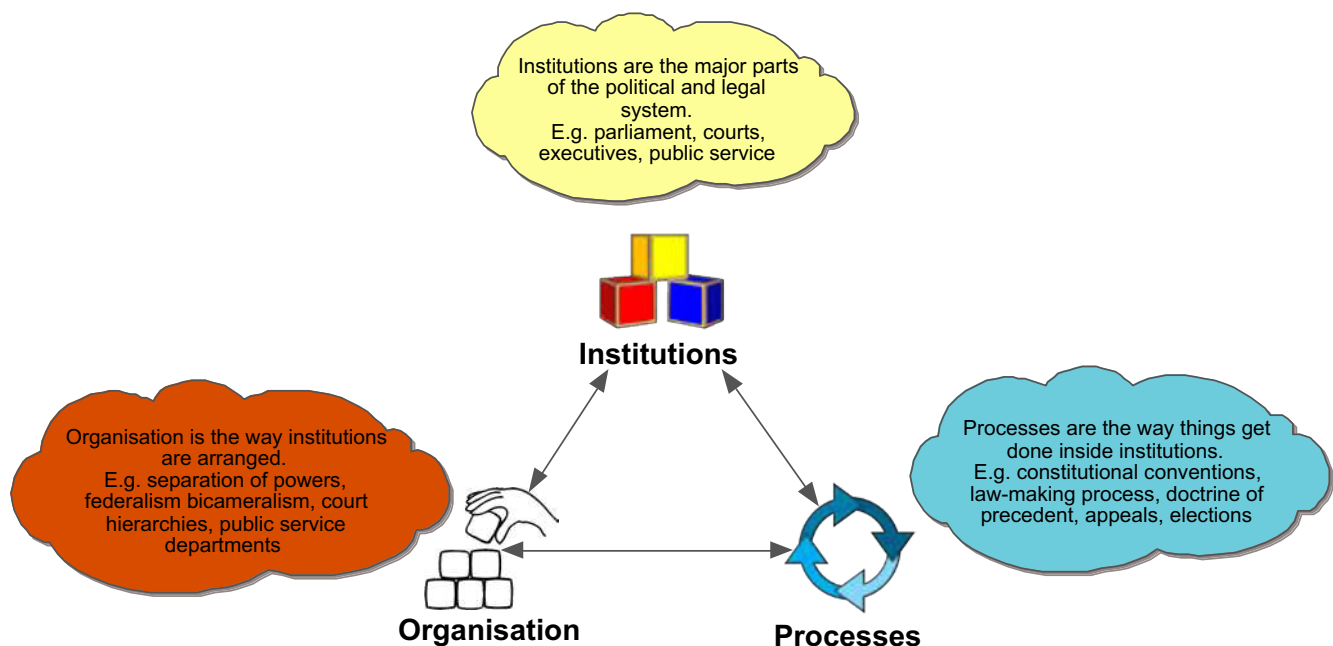 Institutions are the major parts
of the political and legal
system.
E.g. parliament, courts,
executives, public service
Institutions
Organisation is the way institutions
are arranged.
E.g. separation of powers,
federalism bicameralism, court
hierarchies, public service
departments
Processes are the way things get
done inside institutions.
E.g. constitutional conventions,
law-making process, doctrine of
precedent, appeals, elections
Organisation
Processes